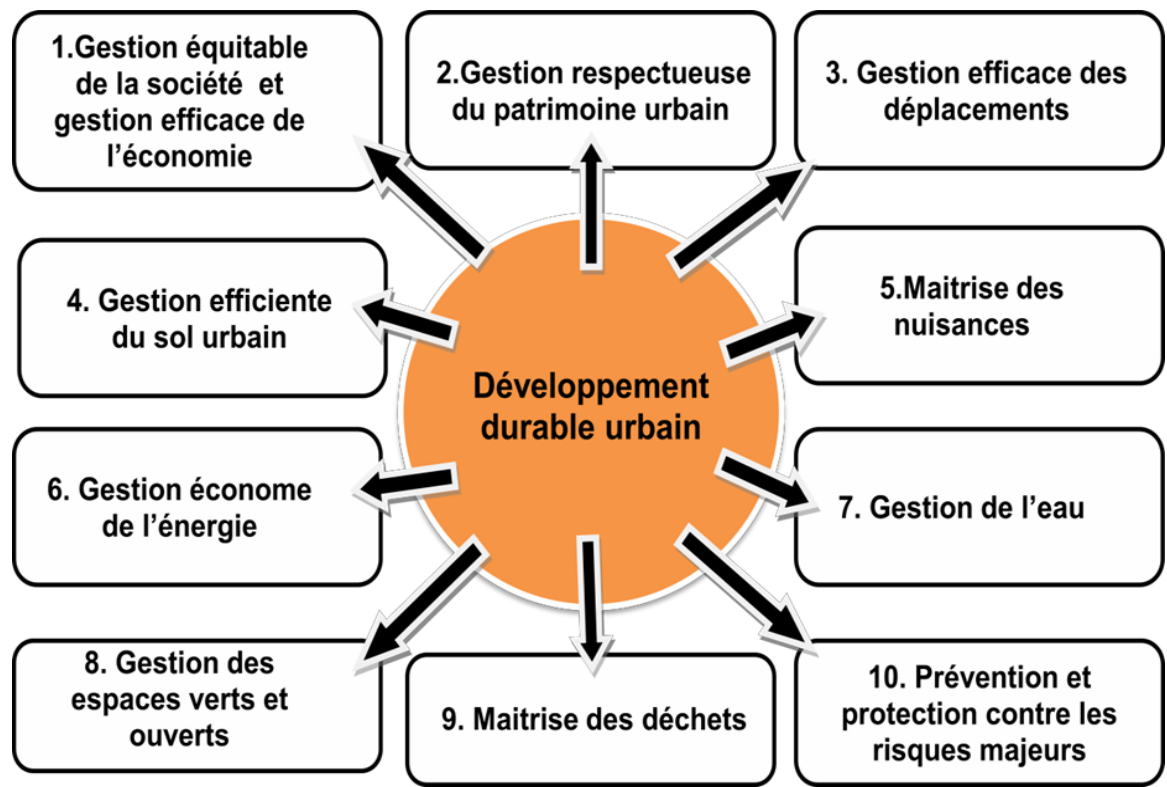 1.Gestion équitable
de la société et
gestion efficace de
l’économie
2.Gestion respectueuse
du patrimoine urbain
3. Gestion efficace des
déplacements
4. Gestion efficiente
du sol urbain
5.Maitrise des
nuisances
Développement
durable urbain
6. Gestion économe
de l’énergie
7. Gestion de l’eau
8. Gestion des
espaces verts et
ouverts
9. Maitrise des déchets
10. Prévention et
protection contre les
risques majeurs